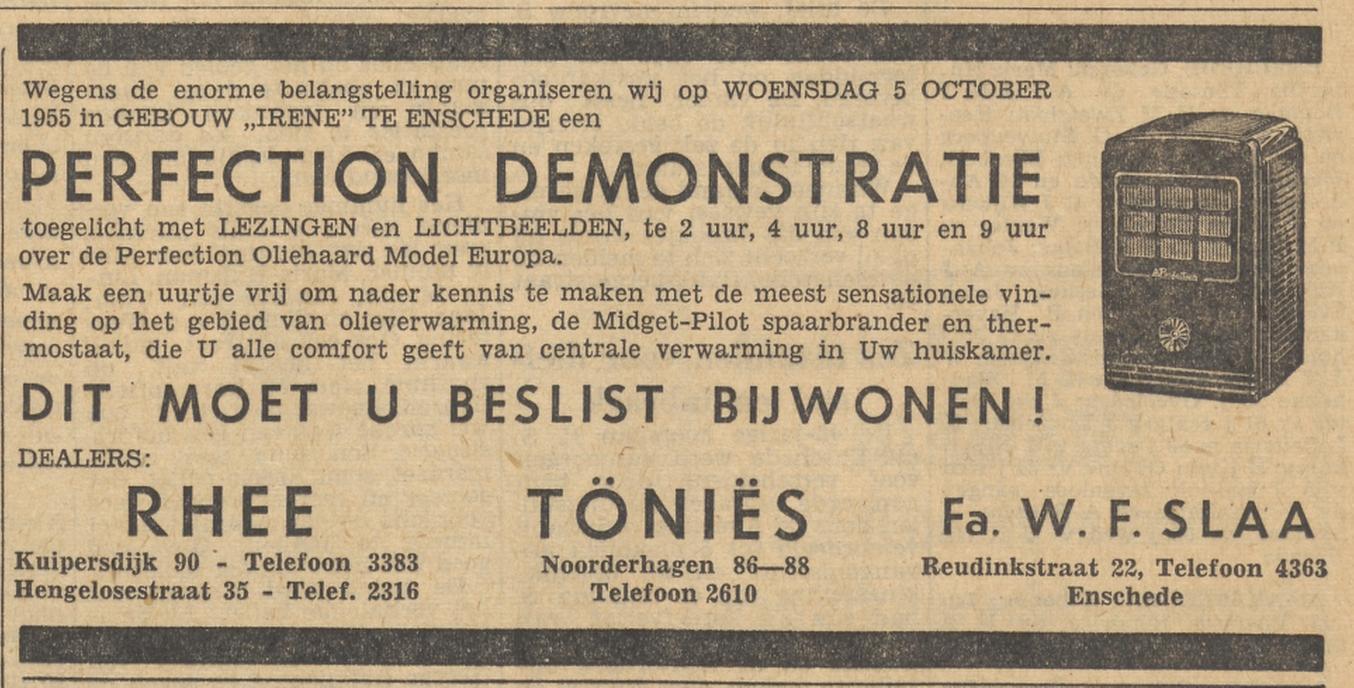 Wegens de enorme belangstelling organiseren wij op WOENSDAG 5 OCTOBER
1955 in GEBOUW „IRENE” TE ENSCHEDE een
PERFECTION DEMONSTRATIE
toegelicht met LEZINGEN en LICHTBEELDEN, te 2 uur, 4 uur, 8 uur en 9 uur
over de Perfection Oliehaard Model Europa.
Maak een uurtje vrij om nader kennis te maken met de meest sensationele vin-
ding op het gebied van olieverwarming, de Midget-Pilot spaarbrander en ther-
mostaat, die U alle comfort geeft van centrale verwarming in Uw huiskamer.
DIT MOET U BESLIST BIJWONEN!
DEALERS:
RHEE
Kuipersdijk 90 - Telefoon 3383
Hengelosestraat 35 - Telef. 2316
TÖNIËS
Noorderhagen 86—88
Telefoon 2610
Fa. W. F. SLAA
Reudinkstraat 22, Telefoon 4363
Enschede